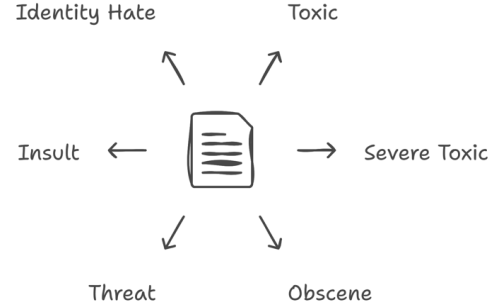 Identity Hate
Toxic
Insult
Severe Toxic
Threat
Obscene